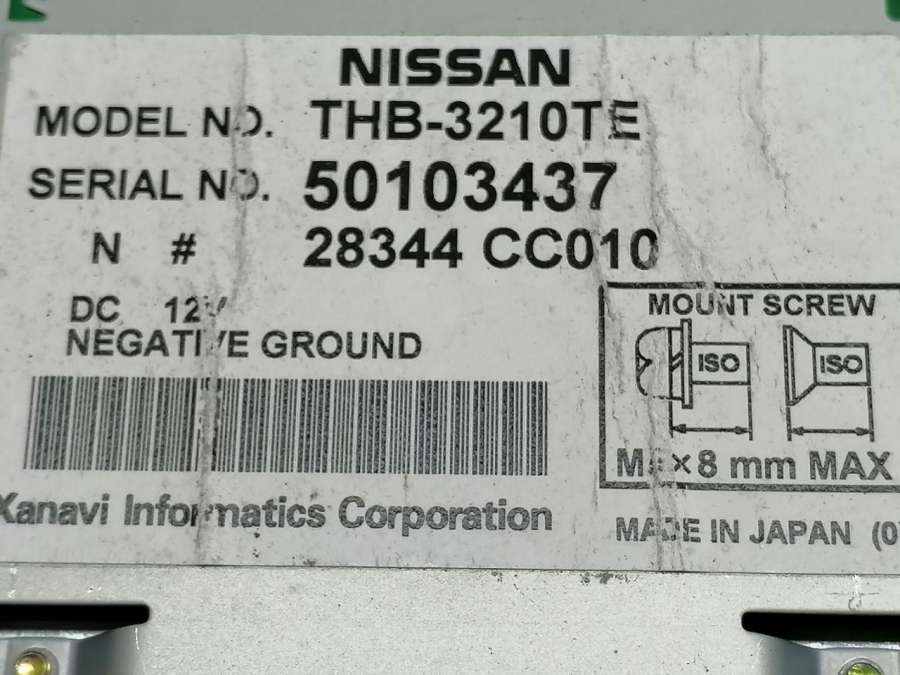 NISSAN
MODEL NO. THB-3210TE
SERIAL NO. 50103437
N # 28344 CC010
DC 12V
NEGATIVE GROUND
MOUNT SCREW
ISO ISO
×8 mm MAX
Xanavi Informatics Corporation
MADE IN JAPAN (0